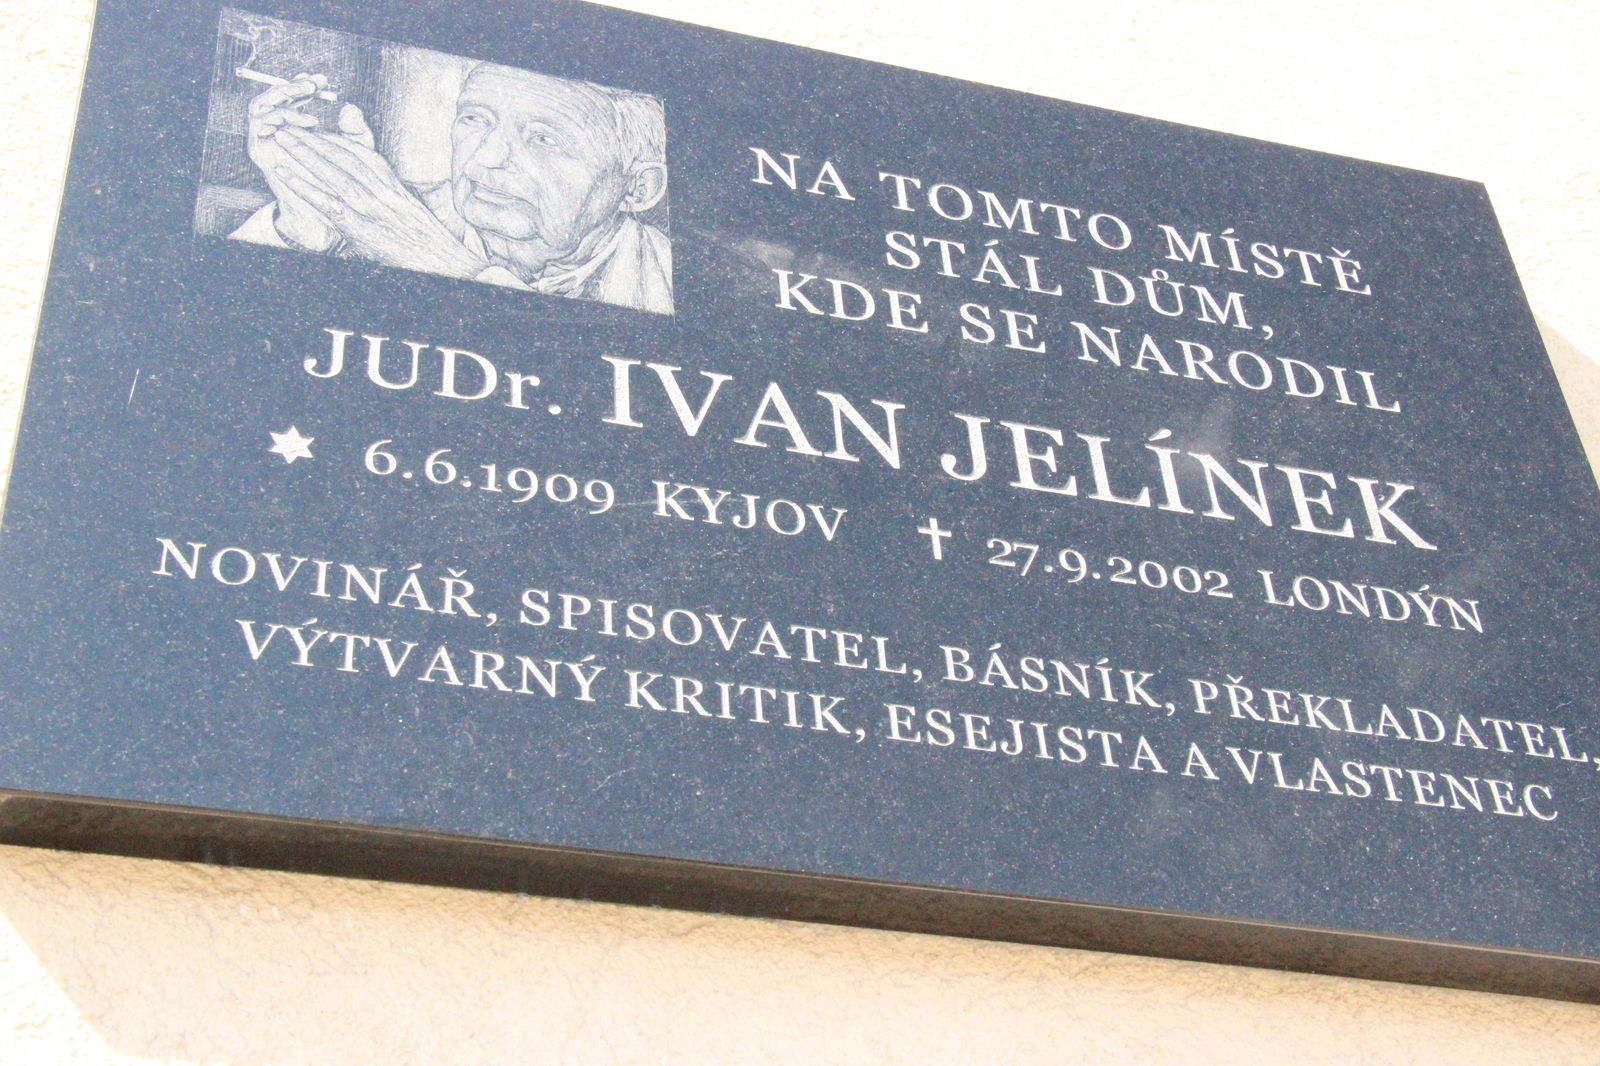 NA TOMTO MÍSTĚ
STÁL DŮM,
KDE SE NARODIL
JUDr. IVAN JELÍNEK
✶ 6.6.1909 KYJOV ✝ 27.9.2002 LONDÝN
NOVINÁŘ, SPISOVATEL, BÁSNÍK, PŘEKLADATEL,
VÝTVARNÝ KRITIK, ESEJISTA A VLASTENEC